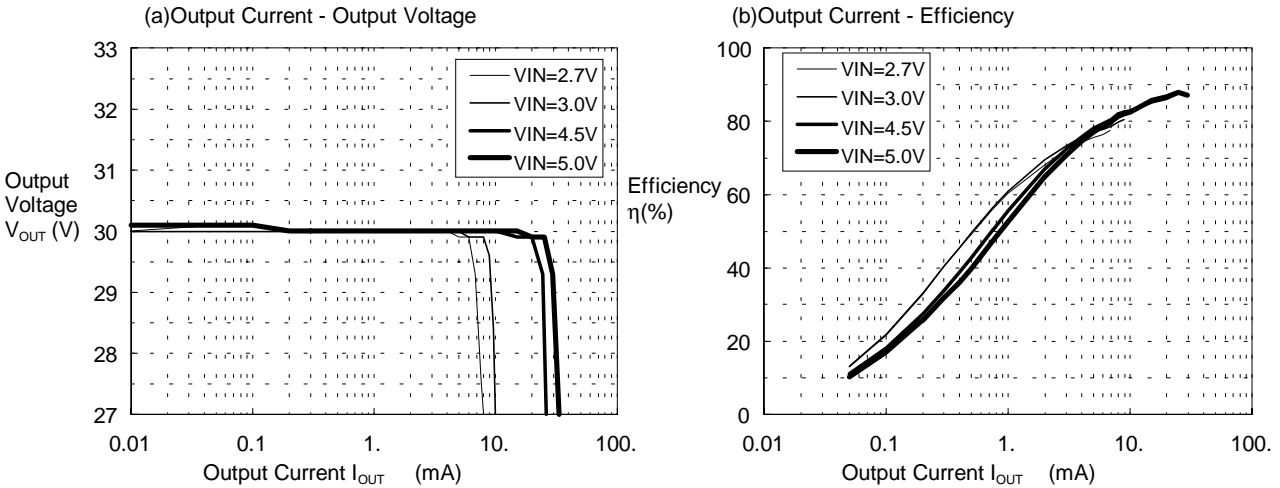 (a)Output Current - Output Voltage
33
32
31
30
29
28
27
Output
Voltage
VOUT (V)
VIN=2.7V
VIN=3.0V
VIN=4.5V
VIN=5.0V
0.01 0.1 1. 10. 100.
Output Current IOUT (mA)
(b)Output Current - Efficiency
100
80
60
40
20
0
Efficiency
η(%)
VIN=2.7V
VIN=3.0V
VIN=4.5V
VIN=5.0V
0.01 0.1 1. 10. 100.
Output Current IOUT (mA)